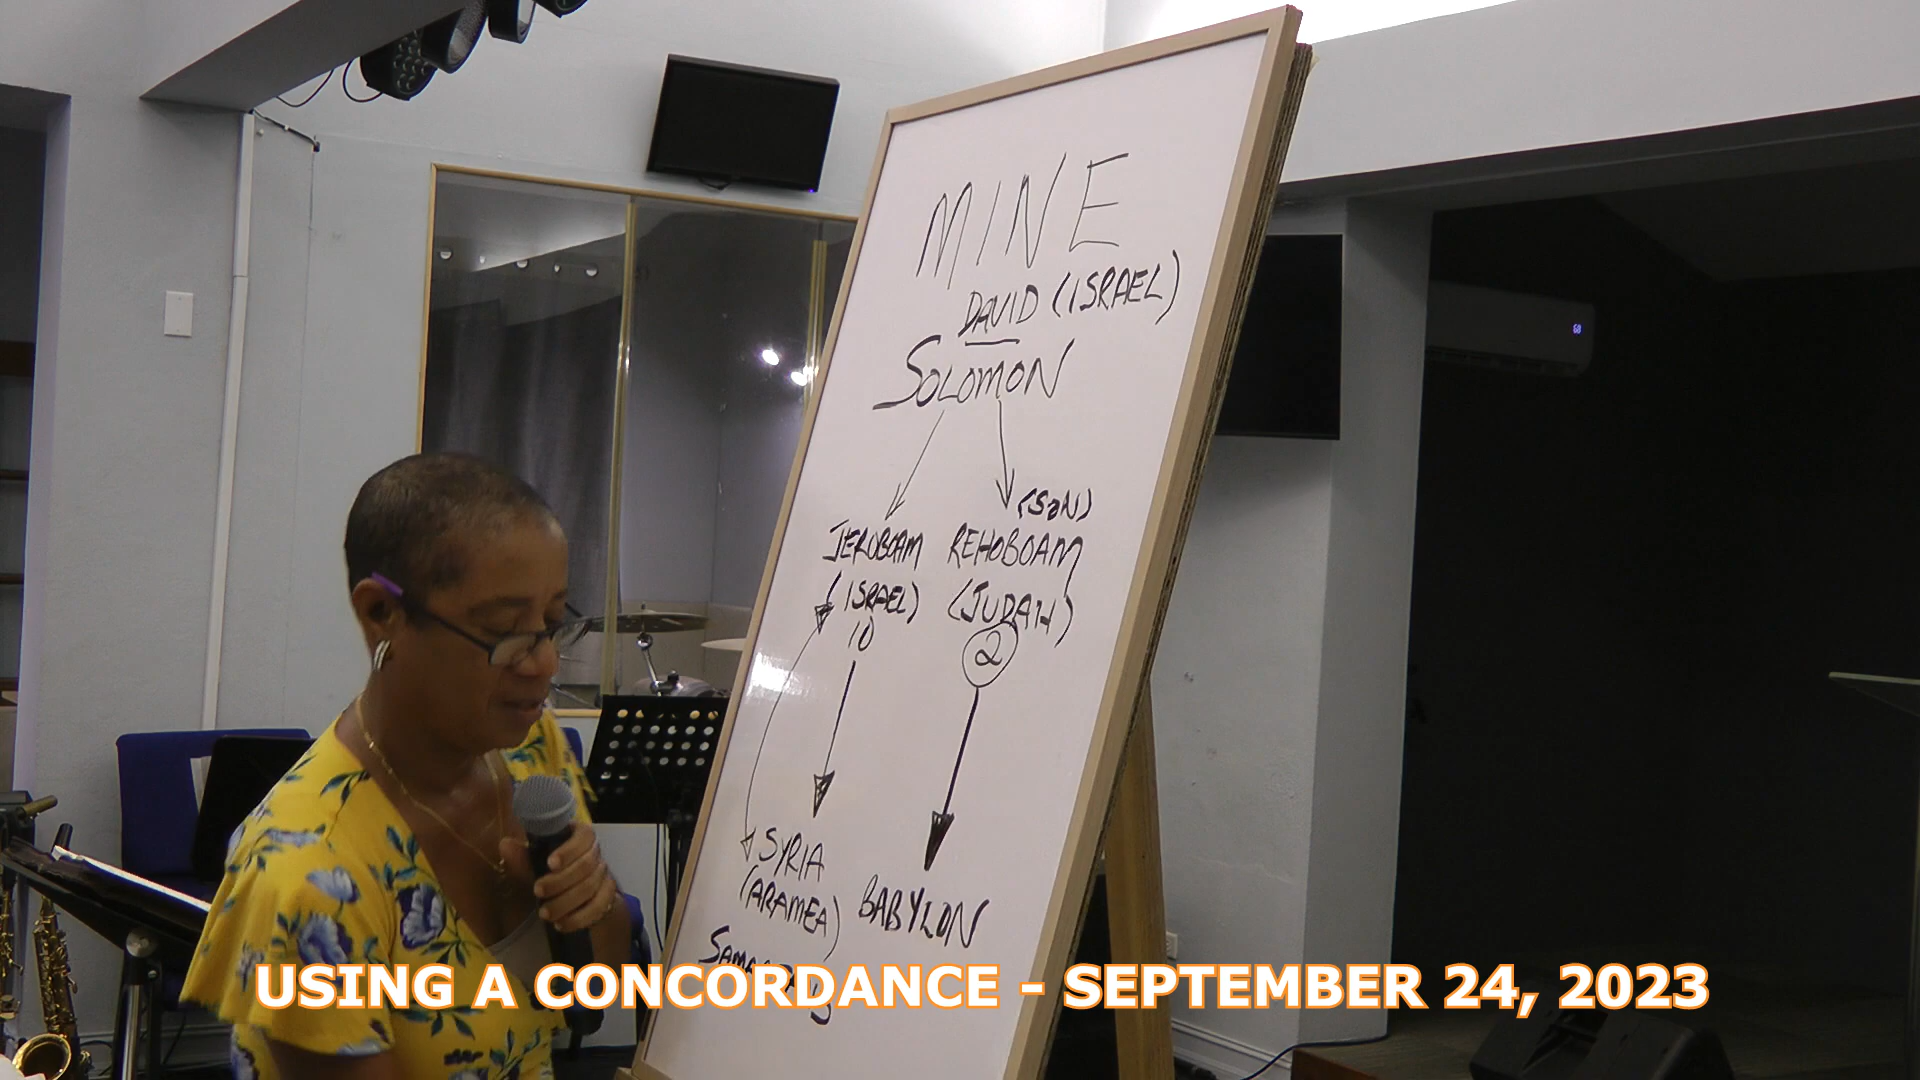 MINE
DAVID (ISRAEL)
SOLOMON
(SON)
JEROBOAM REHOBOAM
(ISRAEL) (JUDAH)
10 2
SYRIA
(ARAMEA) BABYLON
USING A CONCORDANCE - SEPTEMBER 24, 2023
60